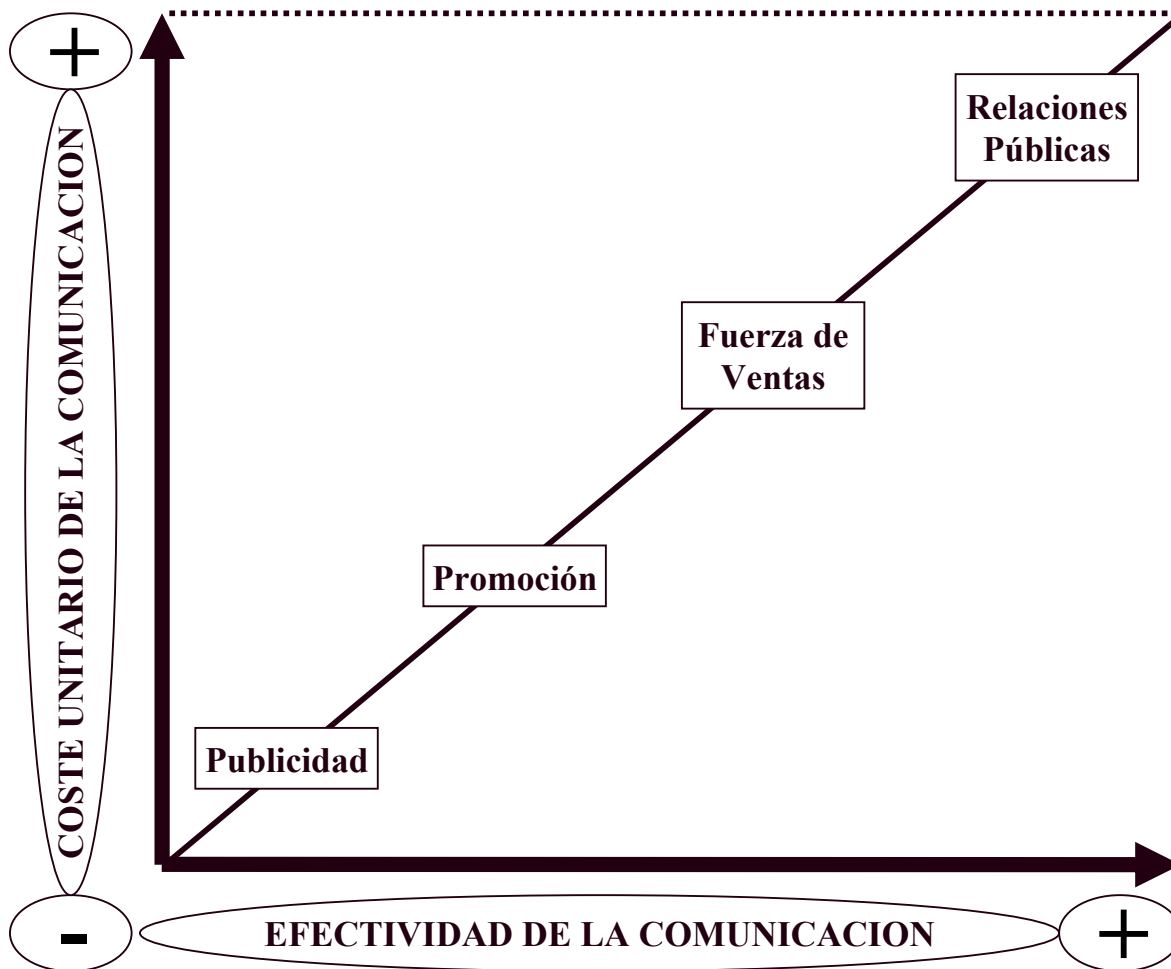 +
Relaciones
Públicas
COSTE UNITARIO DE LA COMUNICACION
Fuerza de
Ventas
Promoción
Publicidad
-
EFECTIVIDAD DE LA COMUNICACION
+